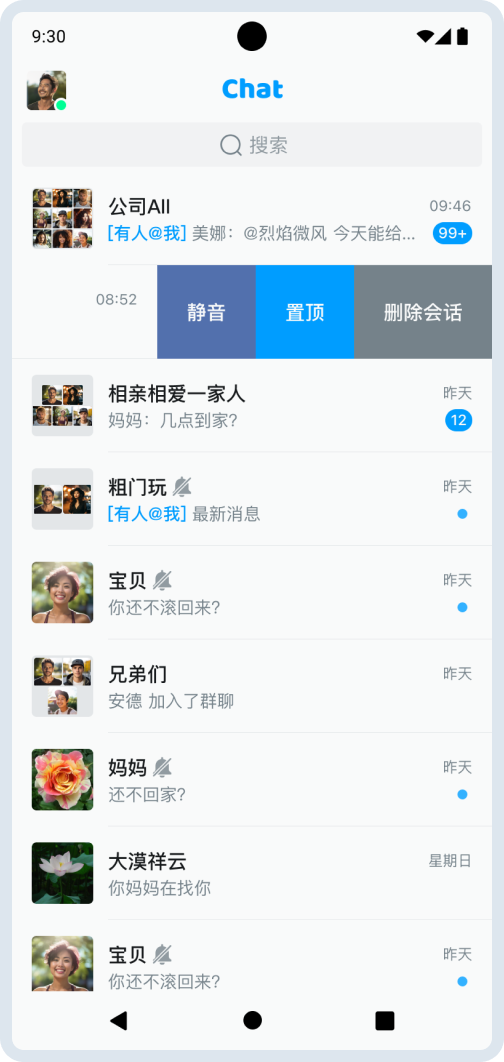 9:30
Chat
搜索
公司All
09:46
[有人@我] 美娜：@烈焰微风 今天能给...
99+
08:52
静音
置顶
删除会话
相亲相爱一家人
昨天
妈妈：几点到家？
12
粗门玩
昨天
[有人@我] 最新消息
宝贝
昨天
你还不滚回来？
兄弟们
昨天
安德 加入了群聊
妈妈
昨天
还不回家？
大漠祥云
星期日
你妈妈在找你
宝贝
昨天
你还不滚回来？